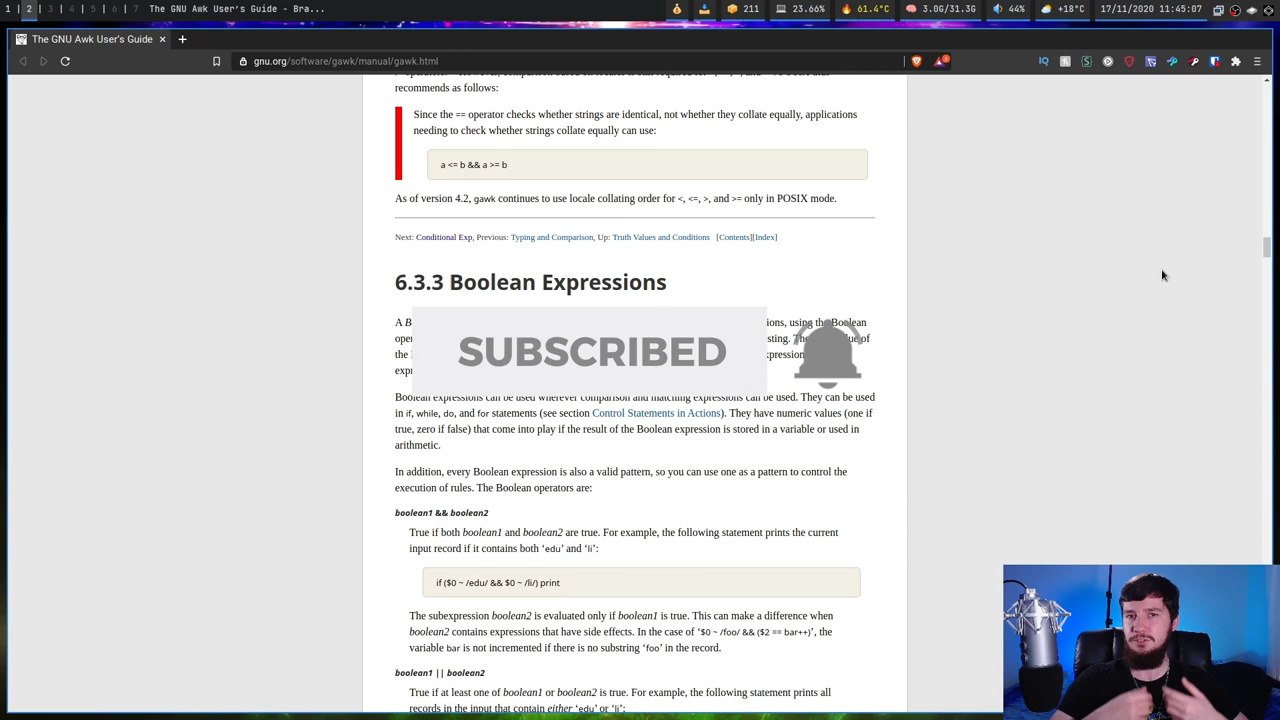 1 2 3 4 5 6 7 The GNU Awk User's Guide - Bra... 0 0 211 23.66% 61.4°C 3.0G/31.3G 44% +18°C 17/11/2020 11:45:07
The GNU Awk User's Guide
gnu.org/software/gawk/manual/gawk.html
recommends as follows:
Since the == operator checks whether strings are identical, not whether they collate equally, applications
needing to check whether strings collate equally can use:
a <= b && a >= b
As of version 4.2, gawk continues to use locale collating order for <, <=, >, and >= only in POSIX mode.
Next: Conditional Exp, Previous: Typing and Comparison, Up: Truth Values and Conditions [Contents][Index]
6.3.3 Boolean Expressions
A ions, using the Boolean
SUBSCRIBED
Boolean expressions can be used wherever comparison and matching expressions can be used. They can be used
in if, while, do, and for statements (see section Control Statements in Actions). They have numeric values (one if
true, zero if false) that come into play if the result of the Boolean expression is stored in a variable or used in
arithmetic.
In addition, every Boolean expression is also a valid pattern, so you can use one as a pattern to control the
execution of rules. The Boolean operators are:
boolean1 && boolean2
True if both boolean1 and boolean2 are true. For example, the following statement prints the current
input record if it contains both ‘edu’ and ‘li’:
if ($0 ~ /edu/ && $0 ~ /li/) print
The subexpression boolean2 is evaluated only if boolean1 is true. This can make a difference when
boolean2 contains expressions that have side effects. In the case of ‘$0 ~ /foo/ && ($2 == bar++)’, the
variable bar is not incremented if there is no substring ‘foo’ in the record.
boolean1 || boolean2
True if at least one of boolean1 or boolean2 is true. For example, the following statement prints all
records in the input that contain either ‘edu’ or ‘li’: